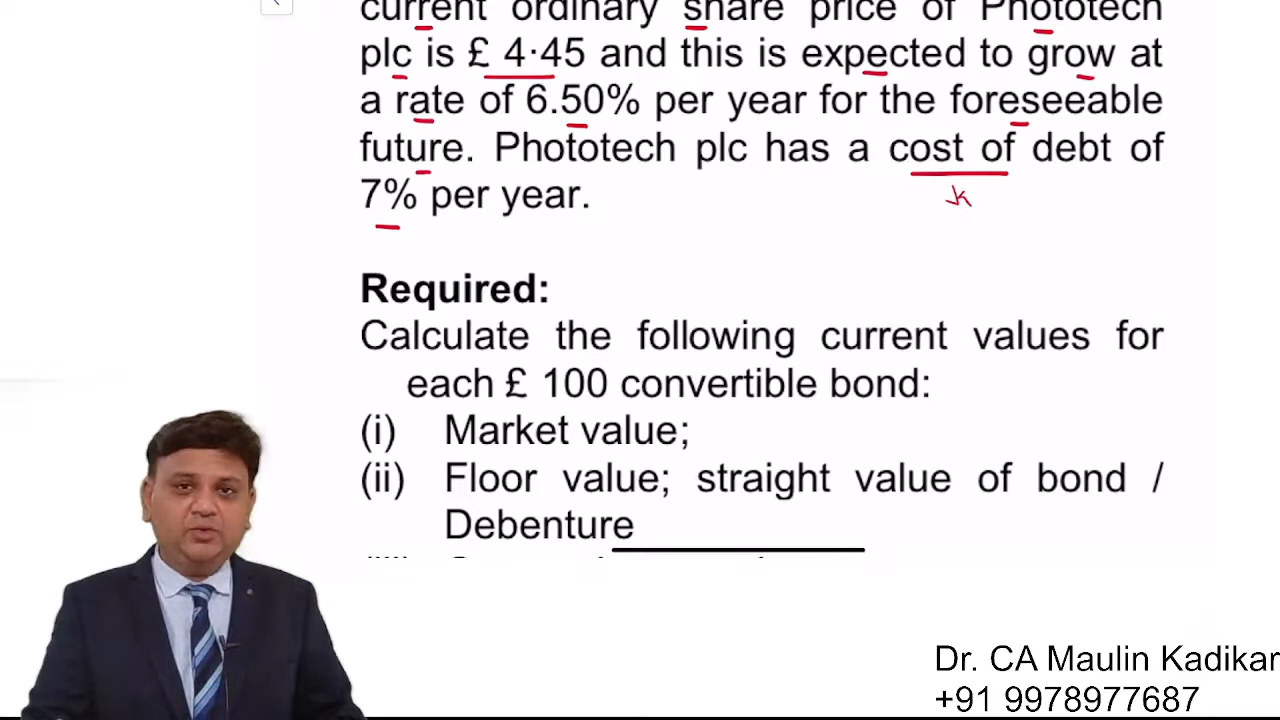 current ordinary share price of Phototech
plc is £ 4·45 and this is expected to grow at
a rate of 6.50% per year for the foreseeable
future. Phototech plc has a cost of debt of
7% per year.
Required:
Calculate the following current values for
each £ 100 convertible bond:
(i) Market value;
(ii) Floor value; straight value of bond /
Debenture
Dr. CA Maulin Kadikar
+91 9978977687